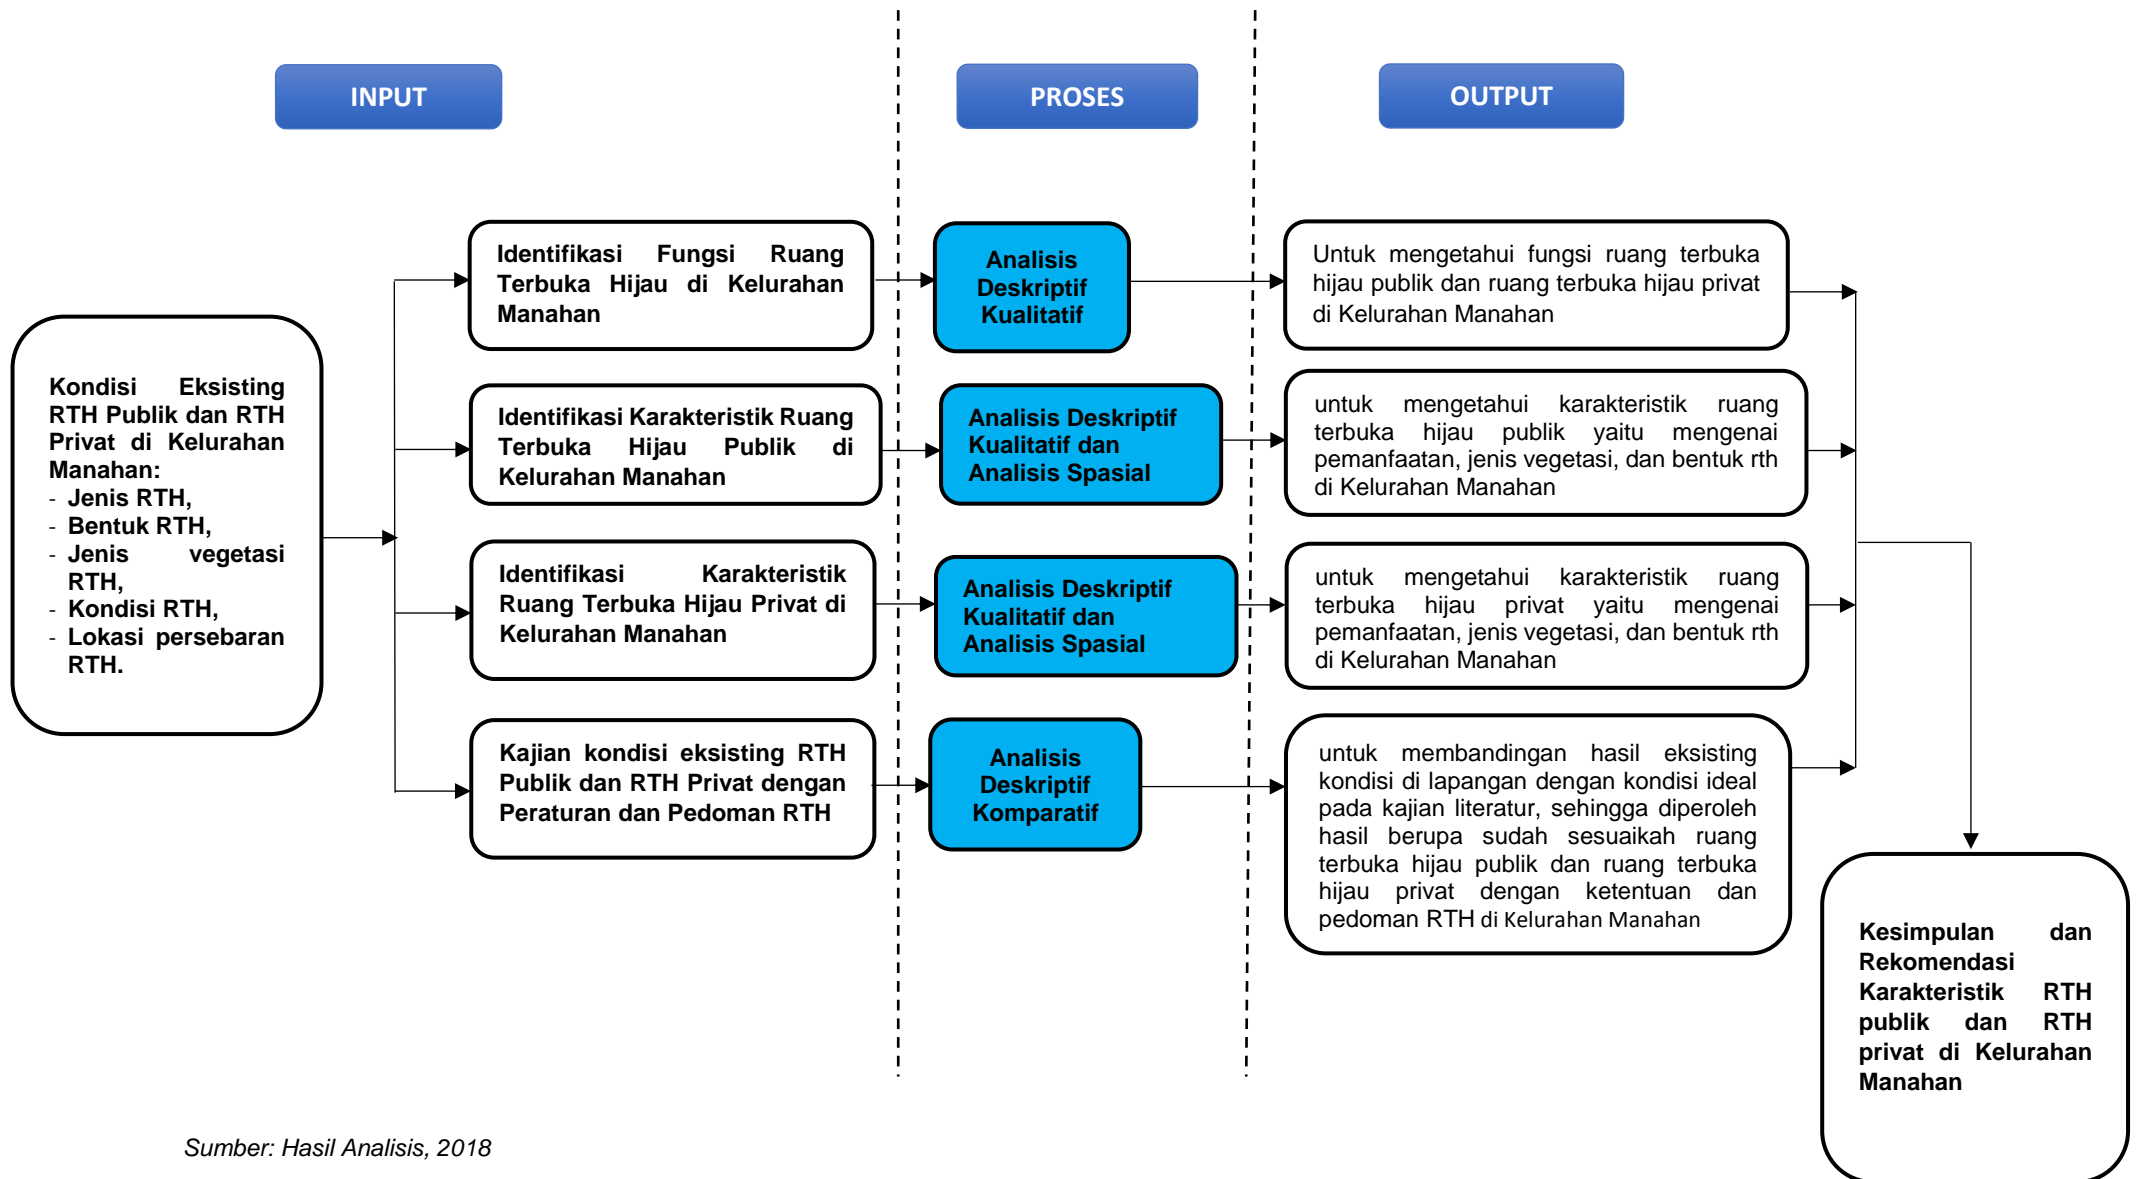 INPUT
PROSES
OUTPUT
Kondisi Eksisting
RTH Publik dan RTH
Privat di Kelurahan
Manahan:
- Jenis RTH,
- Bentuk RTH,
- Jenis vegetasi
RTH,
- Kondisi RTH,
- Lokasi persebaran
RTH.
Identifikasi Fungsi Ruang
Terbuka Hijau di Kelurahan
Manahan
Analisis
Deskriptif
Kualitatif
Untuk mengetahui fungsi ruang terbuka
hijau publik dan ruang terbuka hijau privat
di Kelurahan Manahan
Identifikasi Karakteristik Ruang
Terbuka Hijau Publik di
Kelurahan Manahan
Analisis Deskriptif
Kualitatif dan
Analisis Spasial
untuk mengetahui karakteristik ruang
terbuka hijau publik yaitu mengenai
pemanfaatan, jenis vegetasi, dan bentuk rth
di Kelurahan Manahan
Identifikasi Karakteristik
Ruang Terbuka Hijau Privat di
Kelurahan Manahan
Analisis Deskriptif
Kualitatif dan
Analisis Spasial
untuk mengetahui karakteristik ruang
terbuka hijau privat yaitu mengenai
pemanfaatan, jenis vegetasi, dan bentuk rth
di Kelurahan Manahan
Kajian kondisi eksisting RTH
Publik dan RTH Privat dengan
Peraturan dan Pedoman RTH
Analisis
Deskriptif
Komparatif
untuk membandingan hasil eksisting
kondisi di lapangan dengan kondisi ideal
pada kajian literatur, sehingga diperoleh
hasil berupa sudah sesuaikah ruang
terbuka hijau publik dan ruang terbuka
hijau privat dengan ketentuan dan
pedoman RTH di Kelurahan Manahan
Kesimpulan dan
Rekomendasi
Karakteristik RTH
publik dan RTH
privat di Kelurahan
Manahan
Sumber: Hasil Analisis, 2018